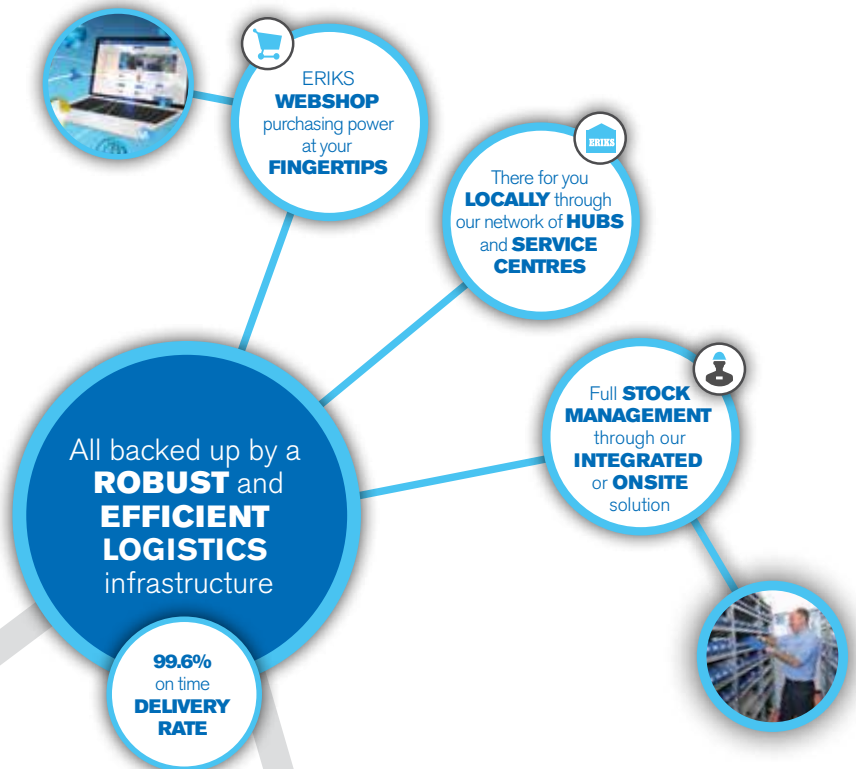 ERIKS
WEBSHOP
purchasing power
at your
FINGERTIPS
ERIKS
There for you
LOCALLY through
our network of HUBS
and SERVICE
CENTRES
Full STOCK
MANAGEMENT
through our
INTEGRATED
or ONSITE
solution
All backed up by a
ROBUST and
EFFICIENT
LOGISTICS
infrastructure
99.6%
on time
DELIVERY
RATE